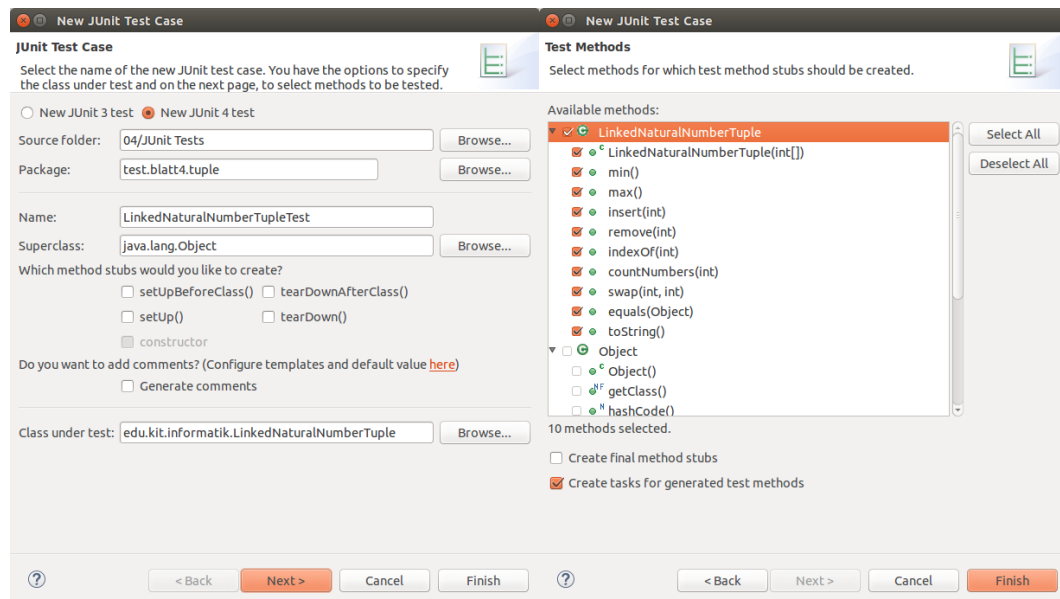 New JUnit Test Case
JUnit Test Case
Select the name of the new JUnit test case. You have the options to specify
the class under test and on the next page, to select methods to be tested.
New JUnit 3 test New JUnit 4 test
Source folder: 04/JUnit Tests Browse...
Package: test.blatt4.tuple Browse...
Name: LinkedNaturalNumberTupleTest
Superclass: java.lang.Object Browse...
Which method stubs would you like to create?
setUpBeforeClass() tearDownAfterClass()
setUp() tearDown()
constructor
Do you want to add comments? (Configure templates and default value here)
Generate comments
Class under test: edu.kit.informatik.LinkedNaturalNumberTuple Browse...
? < Back Next > Cancel Finish
New JUnit Test Case
Test Methods
Select methods for which test method stubs should be created.
Available methods:
LinkedNaturalNumberTuple Select All
C LinkedNaturalNumberTuple(int[])
Deselect All
min()
max()
insert(int)
remove(int)
indexOf(int)
countNumbers(int)
swap(int, int)
equals(Object)
toString()
Object
C Object()
NF getClass()
N hashCode()
10 methods selected.
Create final method stubs
Create tasks for generated test methods
? < Back Next > Cancel Finish